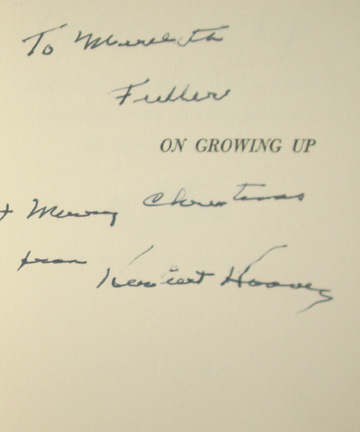 To Meredith
Fuller
ON GROWING UP
+ Merry Christmas
from Herbert Hoover